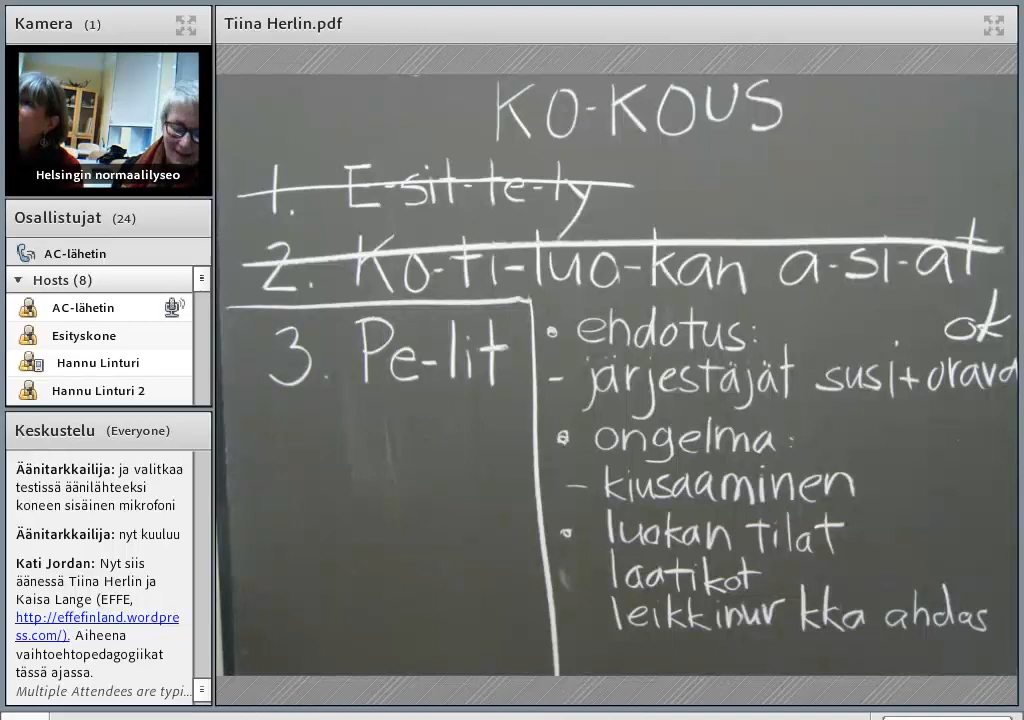 Kamera (1)
Helsingin normaalilyseo
Osallistujat (24)
AC-lähetin
Hosts (8)
AC-lähetin
Esityskone
Hannu Linturi
Hannu Linturi 2
Keskustelu (Everyone)
Äänitarkkailija: ja valitkaa
testissä äänilähteeksi
koneen sisäinen mikrofoni
Äänitarkkailija: nyt kuuluu
Kati Jordan: Nyt siis
äänessä Tiina Herlin ja
Kaisa Lange (EFFE,
http://effefinland.wordpre
ss.com/). Aiheena
vaihtoehtopedagogiikat
tässä ajassa.
Multiple Attendees are typi...
Tiina Herlin.pdf
KO-KOUS
1. E-sit-te-ly
2. Ko-ti-luo-kan a-si-at
3. Pe-lit
• ehdotus: ok
- järjestäjät susi+orava
• ongelma:
- kiusaaminen
• luokan tilat
laatikot
leikkinurkka ahdas